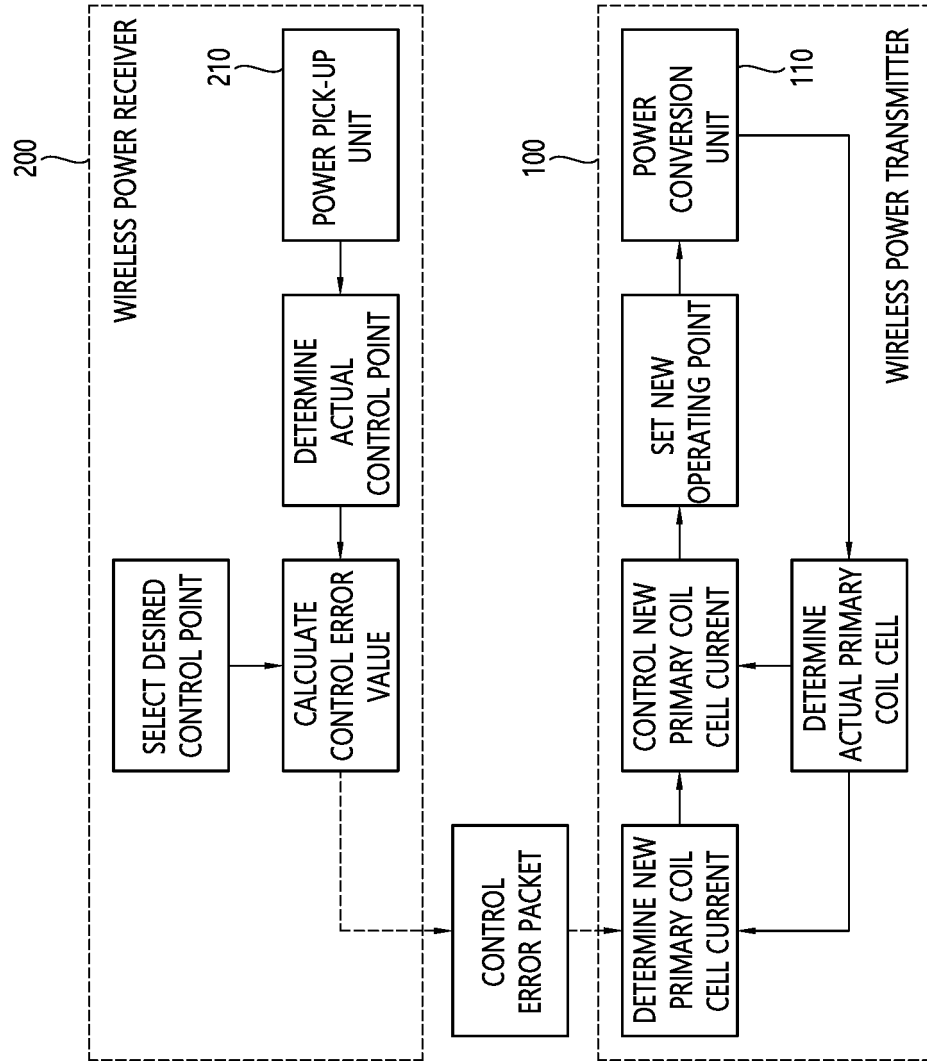 200
WIRELESS POWER RECEIVER
SELECT DESIRED
CONTROL POINT
210
POWER PICK-UP
UNIT
DETERMINE
ACTUAL
CONTROL POINT
CALCULATE
CONTROL ERROR
VALUE
CONTROL
ERROR PACKET
100
DETERMINE NEW
PRIMARY COIL
CELL CURRENT
CONTROL NEW
PRIMARY COIL
CELL CURRENT
SET NEW
OPERATING POINT
POWER
CONVERSION
UNIT
110
DETERMINE
ACTUAL PRIMARY
COIL CELL
WIRELESS POWER TRANSMITTER